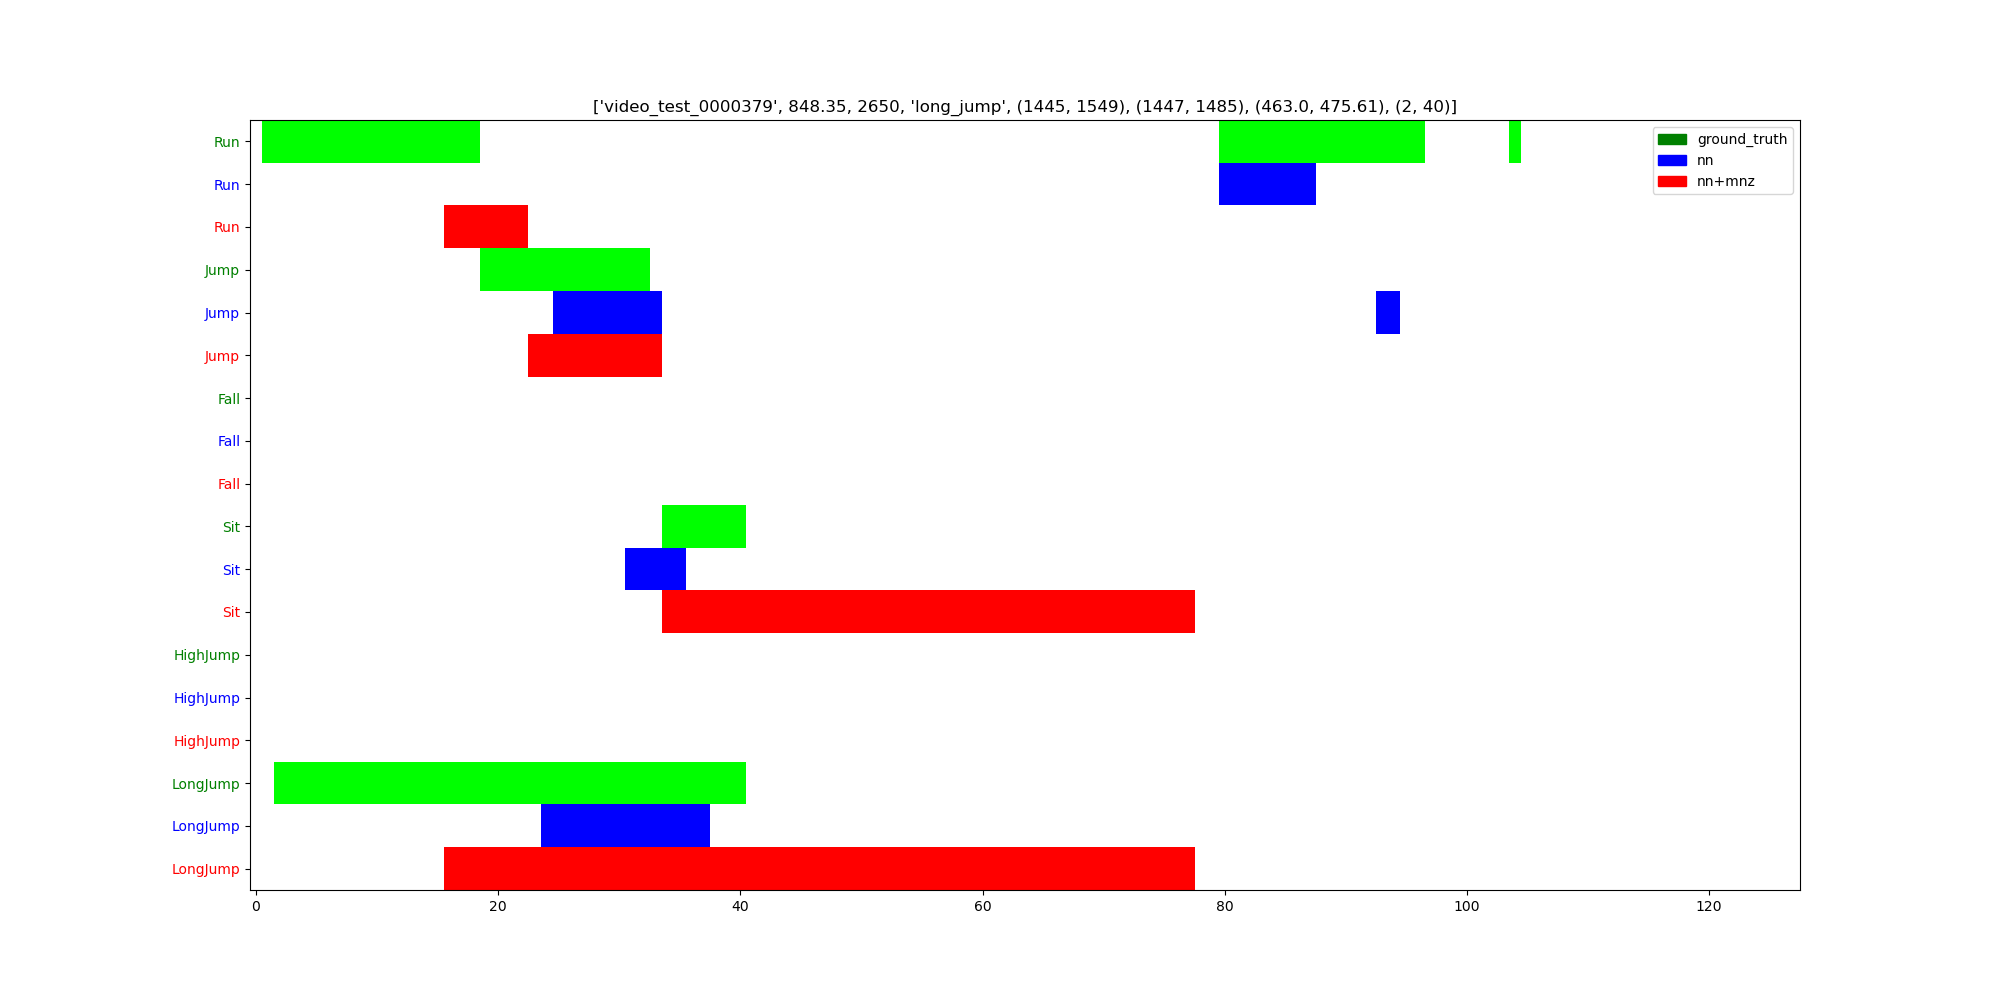 ['video_test_0000379', 848.35, 2650, 'long_jump', (1445, 1549), (1447, 1485), (463.0, 475.61), (2, 40)]
ground_truth
nn
nn+mnz
Run
Run
Run
Jump
Jump
Jump
Fall
Fall
Fall
Sit
Sit
Sit
HighJump
HighJump
HighJump
LongJump
LongJump
LongJump
0 20 40 60 80 100 120